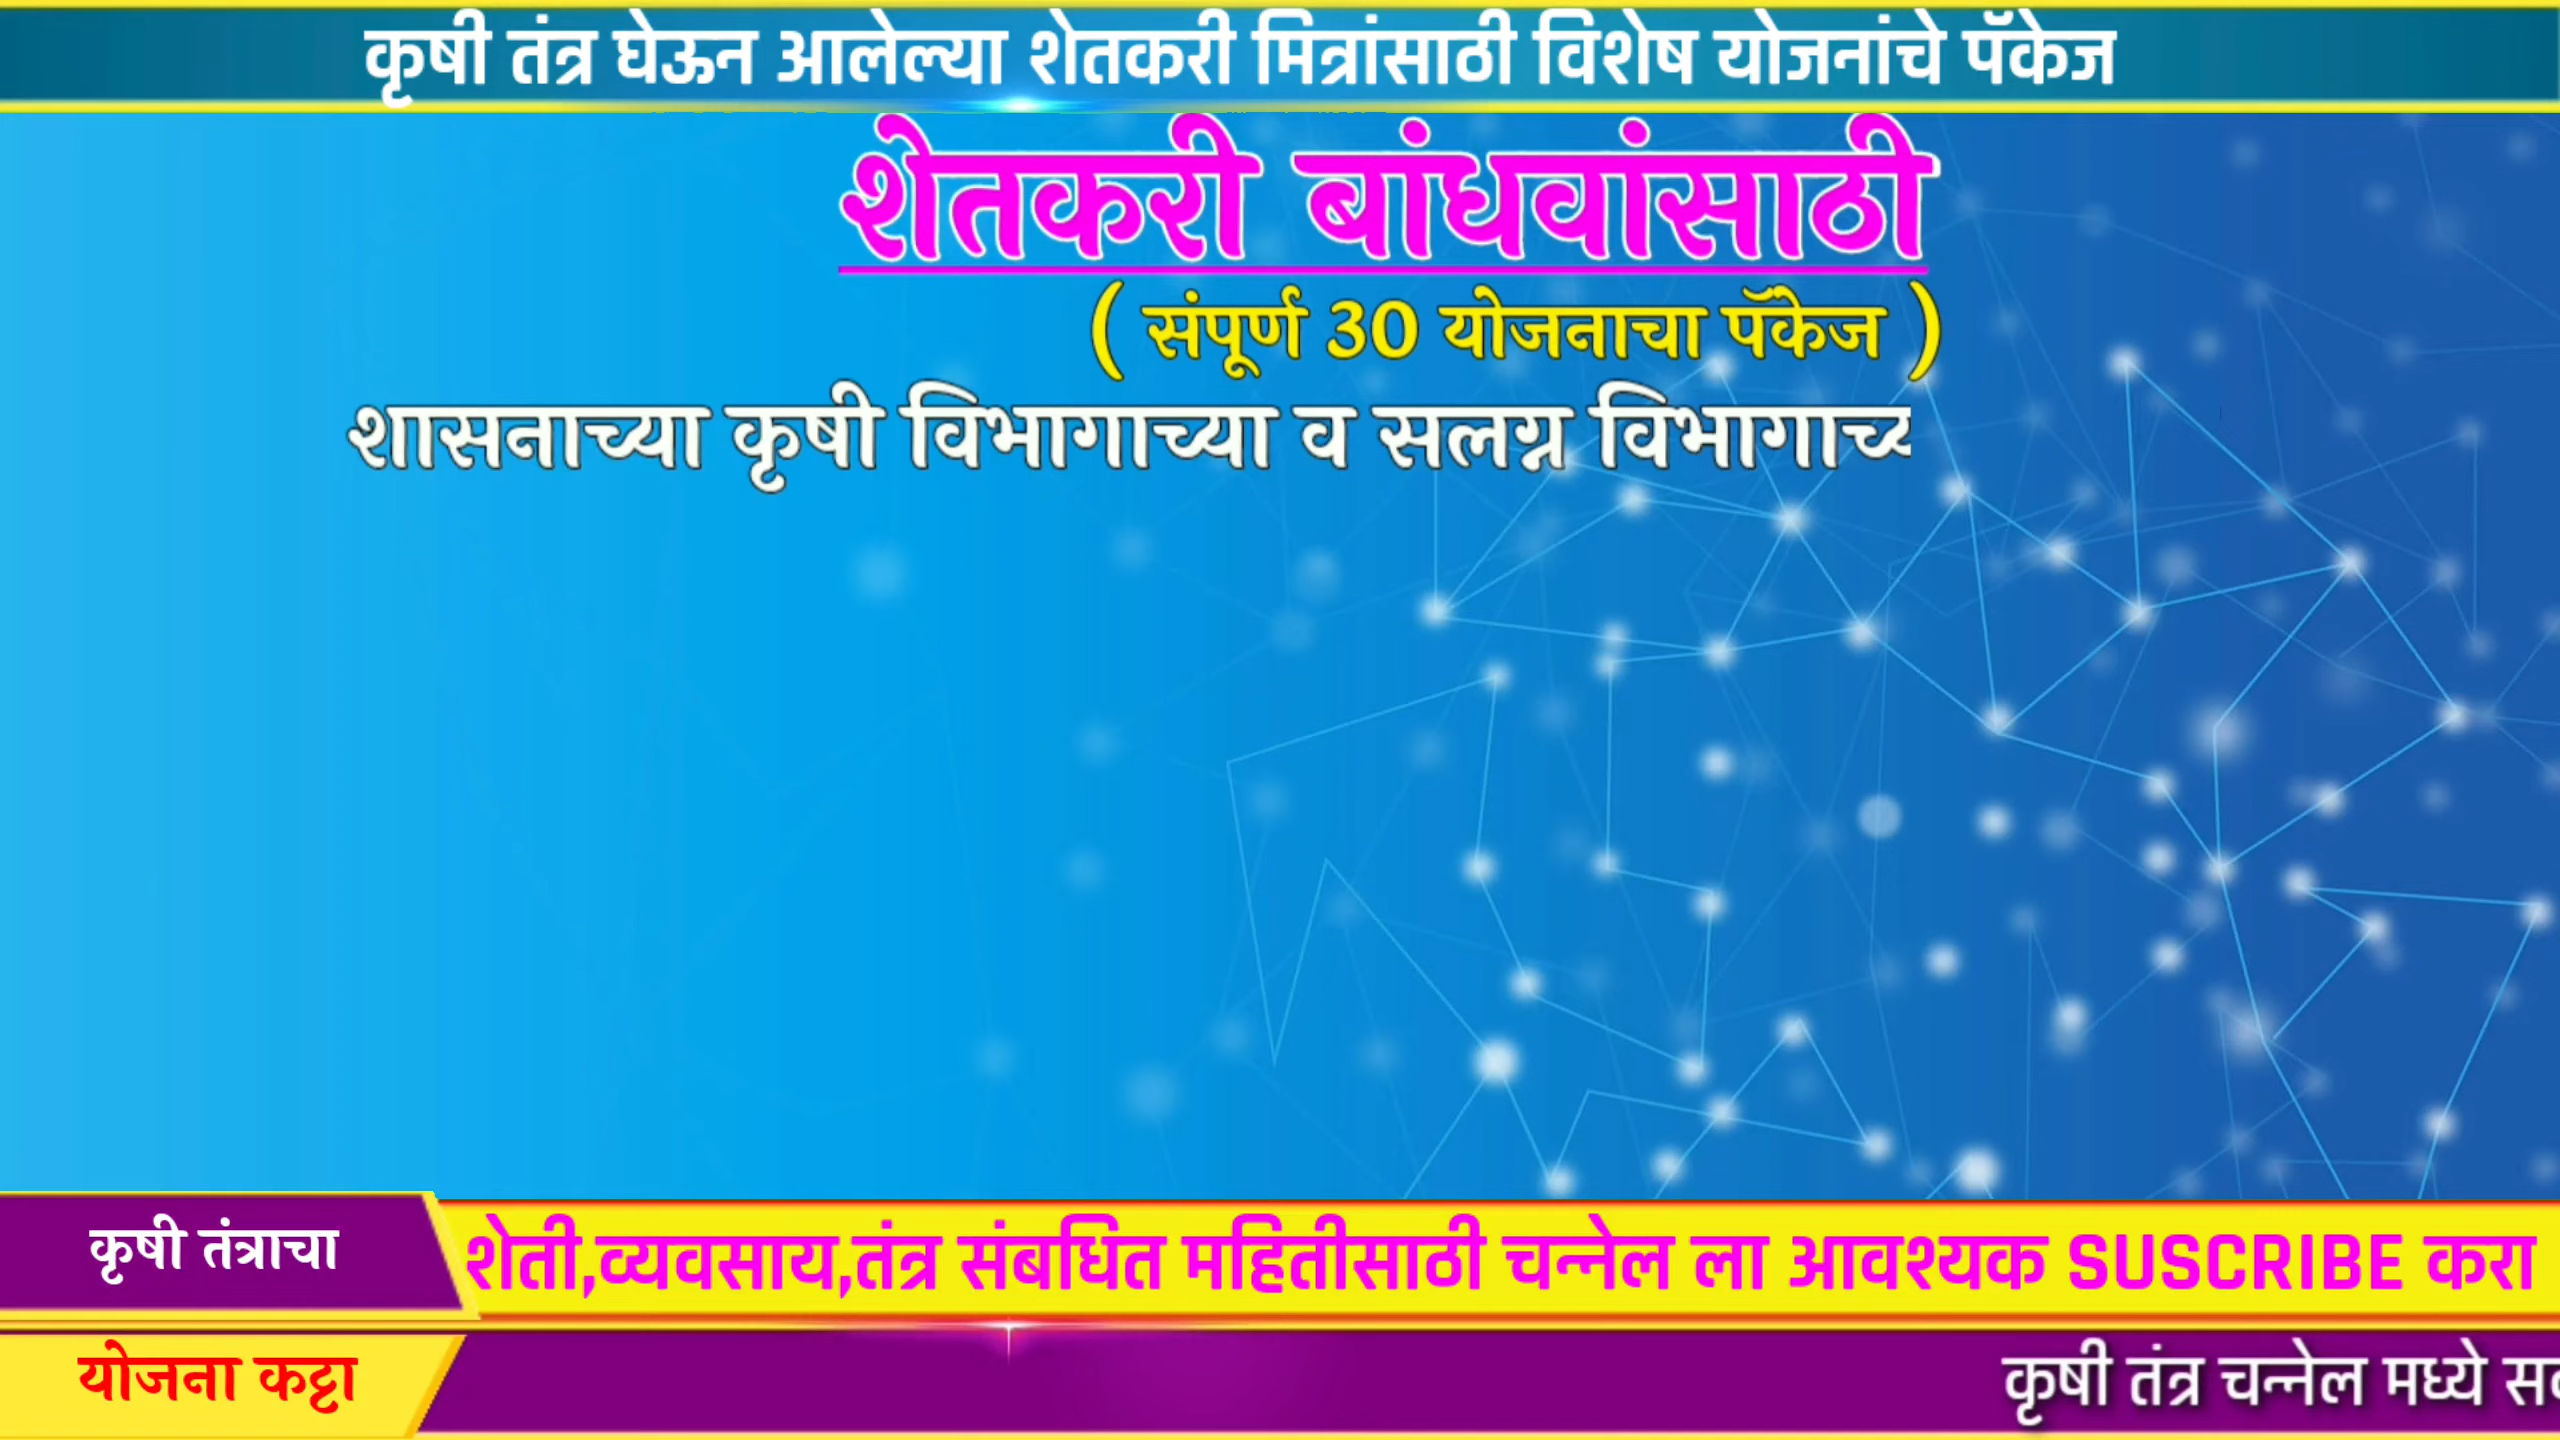 कृषी तंत्र घेऊन आलेल्या शेतकरी मित्रांसाठी विशेष योजनांचे पॅकेज
शेतकरी बांधवांसाठी
( संपूर्ण 30 योजनाचा पॅकेज )
शासनाच्या कृषी विभागाच्या व सलग्न
कृषी तंत्राचा
शेती,व्यवसाय,तंत्र संबधित महितीसाठी चन्नेल ला आवश्यक SUSCRIBE करा
योजना कट्टा
कृषी तंत्र चन्नेल मध्ये